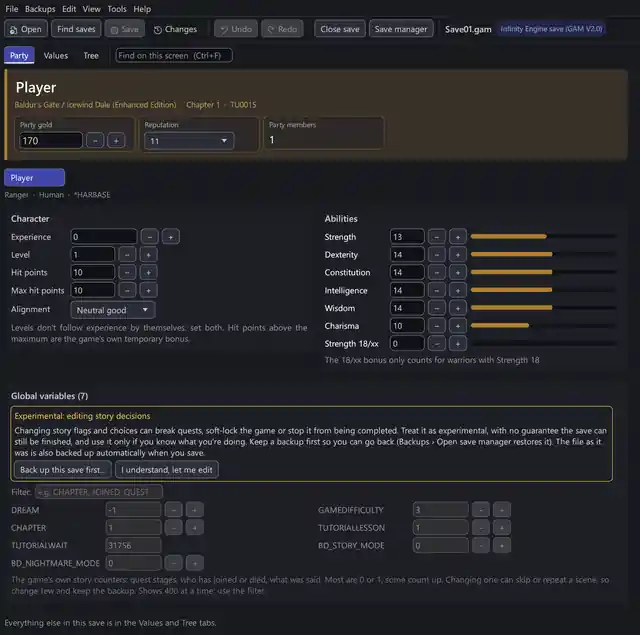 File Backups Edit View Tools Help
Open Find saves Save Changes Undo Redo Close save Save manager Save01.gam Infinity Engine save (GAM V2.0)
Party Values Tree Find on this screen (Ctrl+F)
Player
Baldur's Gate / Icewind Dale (Enhanced Edition) Chapter 1 · TU0015
Party gold Reputation Party members
170 − + 11 1
Player
Ranger · Human · *HARBASE
Character
Experience 0 − +
Level 1 − +
Hit points 10 − +
Max hit points 10 − +
Alignment Neutral good
Levels don't follow experience by themselves. set both. Hit points above the
maximum are the game's own temporary bonus.
Abilities
Strength 13 − +
Dexterity 14 − +
Constitution 14 − +
Intelligence 14 − +
Wisdom 14 − +
Charisma 10 − +
Strength 18/xx 0 − +
The 18/xx bonus only counts for warriors with Strength 18
Global variables (7)
Experimental: editing story decisions
Changing story flags and choices can break quests, soft-lock the game or stop it from being completed. Treat it as experimental, with no guarantee the save can
still be finished, and use it only if you know what you're doing. Keep a backup first so you can go back (Backups › Open save manager restores it). The file as it
was is also backed up automatically when you save.
Back up this save first... I understand, let me edit
Filter: e.g. CHAPTER, JOINED, QUEST
DREAM -1 − + GAMEDIFFICULTY 3 − +
CHAPTER 1 − + TUTORIALLESSON 1 − +
TUTORIALWAIT 31756 BD_STORY_MODE 0 − +
BD_NIGHTMARE_MODE 0 − +
The game's own story counters: quest stages, who has joined or died, what was said. Most are 0 or 1, some count up. Changing one can skip or repeat a scene, so
change few and keep the backup. Shows 400 at a time: use the filter.
Everything else in this save is in the Values and Tree tabs.